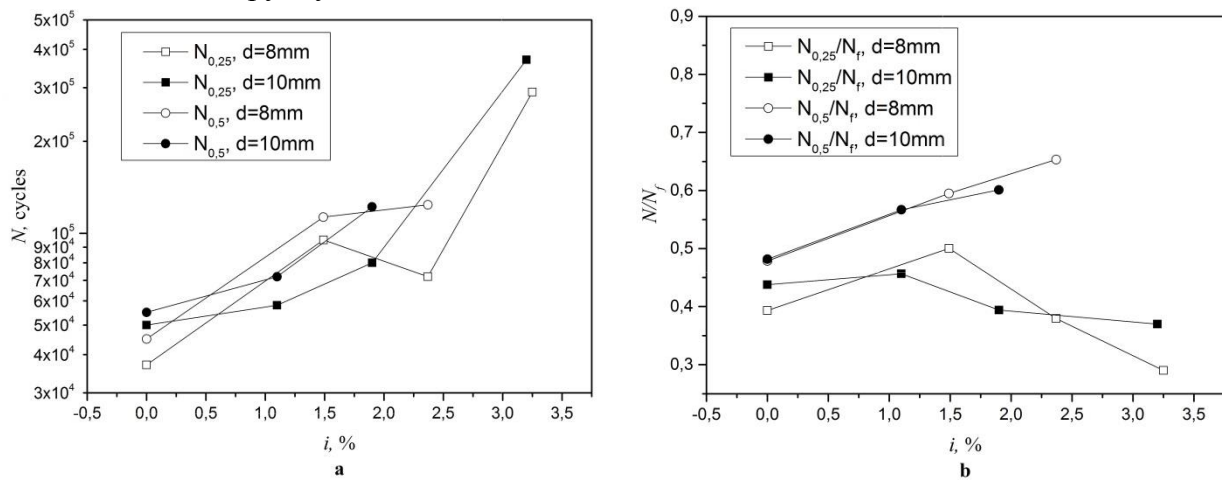 5x10⁵
4x10⁵
3x10⁵
2x10⁵
10⁵
9x10⁴
8x10⁴
7x10⁴
6x10⁴
5x10⁴
4x10⁴
3x10⁴
N, cycles
N0,25, d=8mm
N0,25, d=10mm
N0,5, d=8mm
N0,5, d=10mm
-0,5 0,0 0,5 1,0 1,5 2,0 2,5 3,0 3,5
i, %
a
0,9
0,8
0,7
0,6
0,5
0,4
0,3
N/Nf
N0,25/Nf, d=8mm
N0,25/Nf, d=10mm
N0,5/Nf, d=8mm
N0,5/Nf, d=10mm
-0,5 0,0 0,5 1,0 1,5 2,0 2,5 3,0 3,5
i, %
b